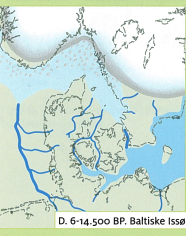 D. 6-14.500 BP. Baltiske Issø